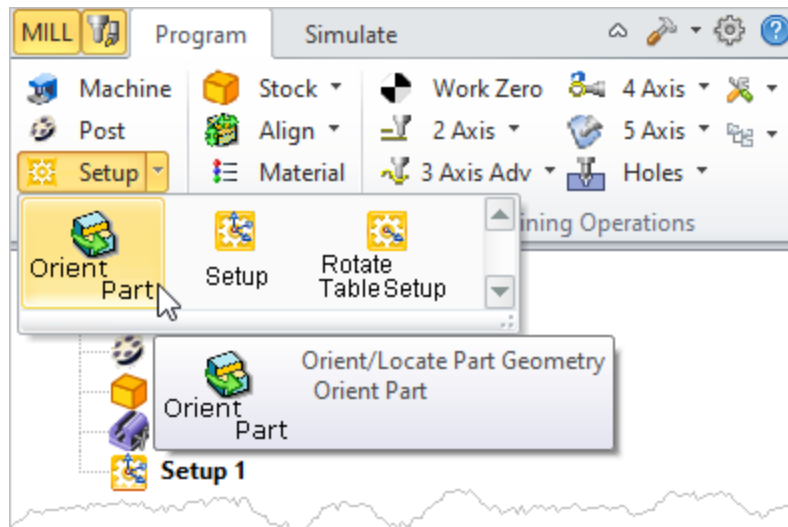 MILL Program Simulate
Machine Stock Work Zero 4 Axis
Post Align 2 Axis 5 Axis
Setup Material 3 Axis Adv Holes
ining Operations
Orient
Part
Setup
Rotate
Table Setup
Orient/Locate Part Geometry
Orient Part
Orient
Part
Setup 1